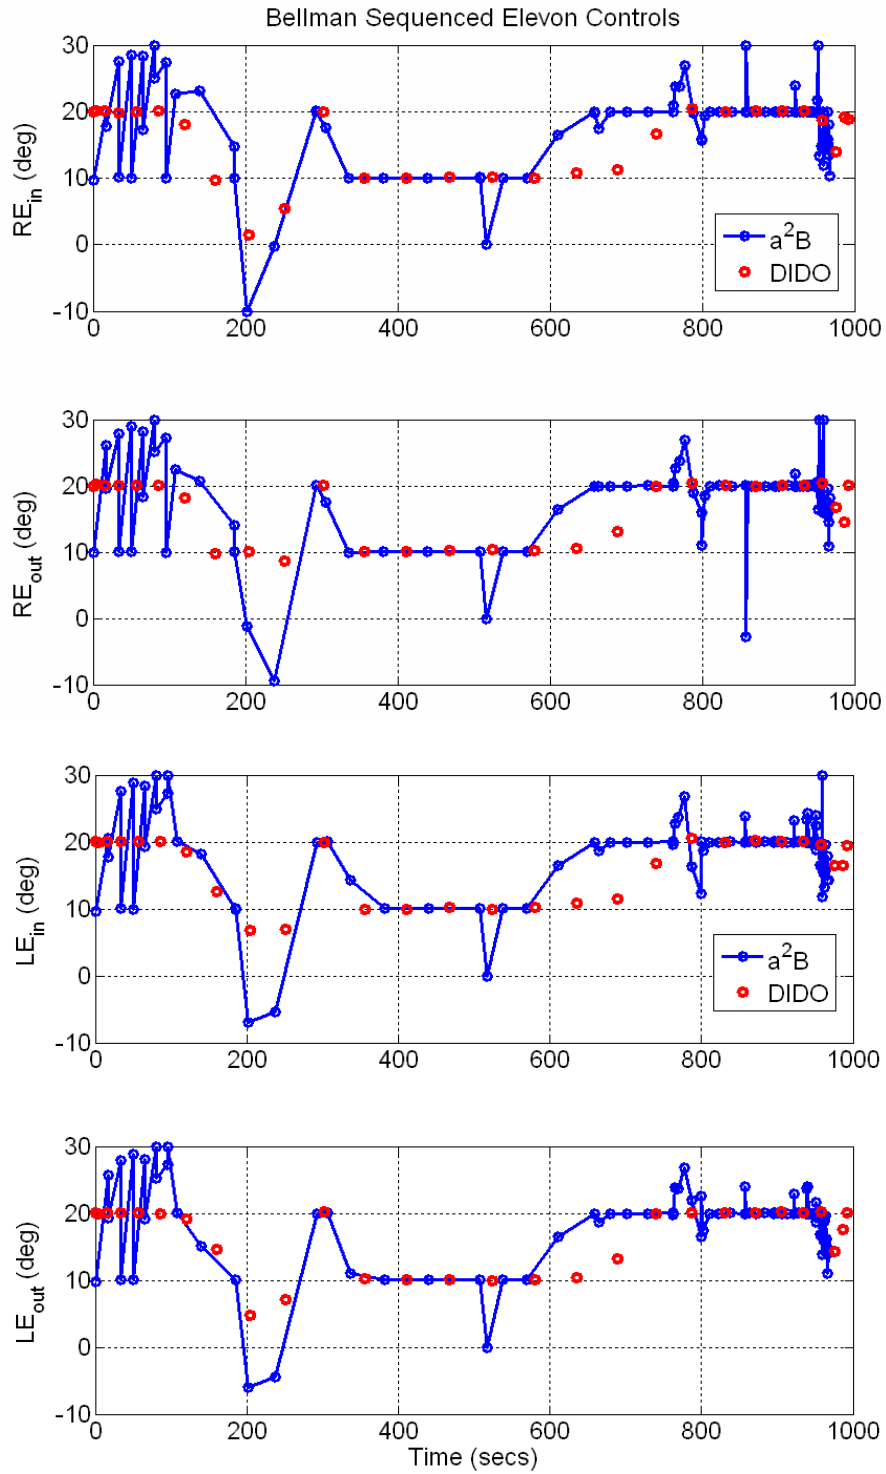 Bellman Sequenced Elevon Controls
30
20
10
0
-10
RE_in (deg)
a²B
DIDO
0 200 400 600 800 1000
30
20
10
0
-10
RE_out (deg)
0 200 400 600 800 1000
30
20
10
0
-10
LE_in (deg)
a²B
DIDO
0 200 400 600 800 1000
30
20
10
0
-10
LE_out (deg)
0 200 400 600 800 1000
Time (secs)